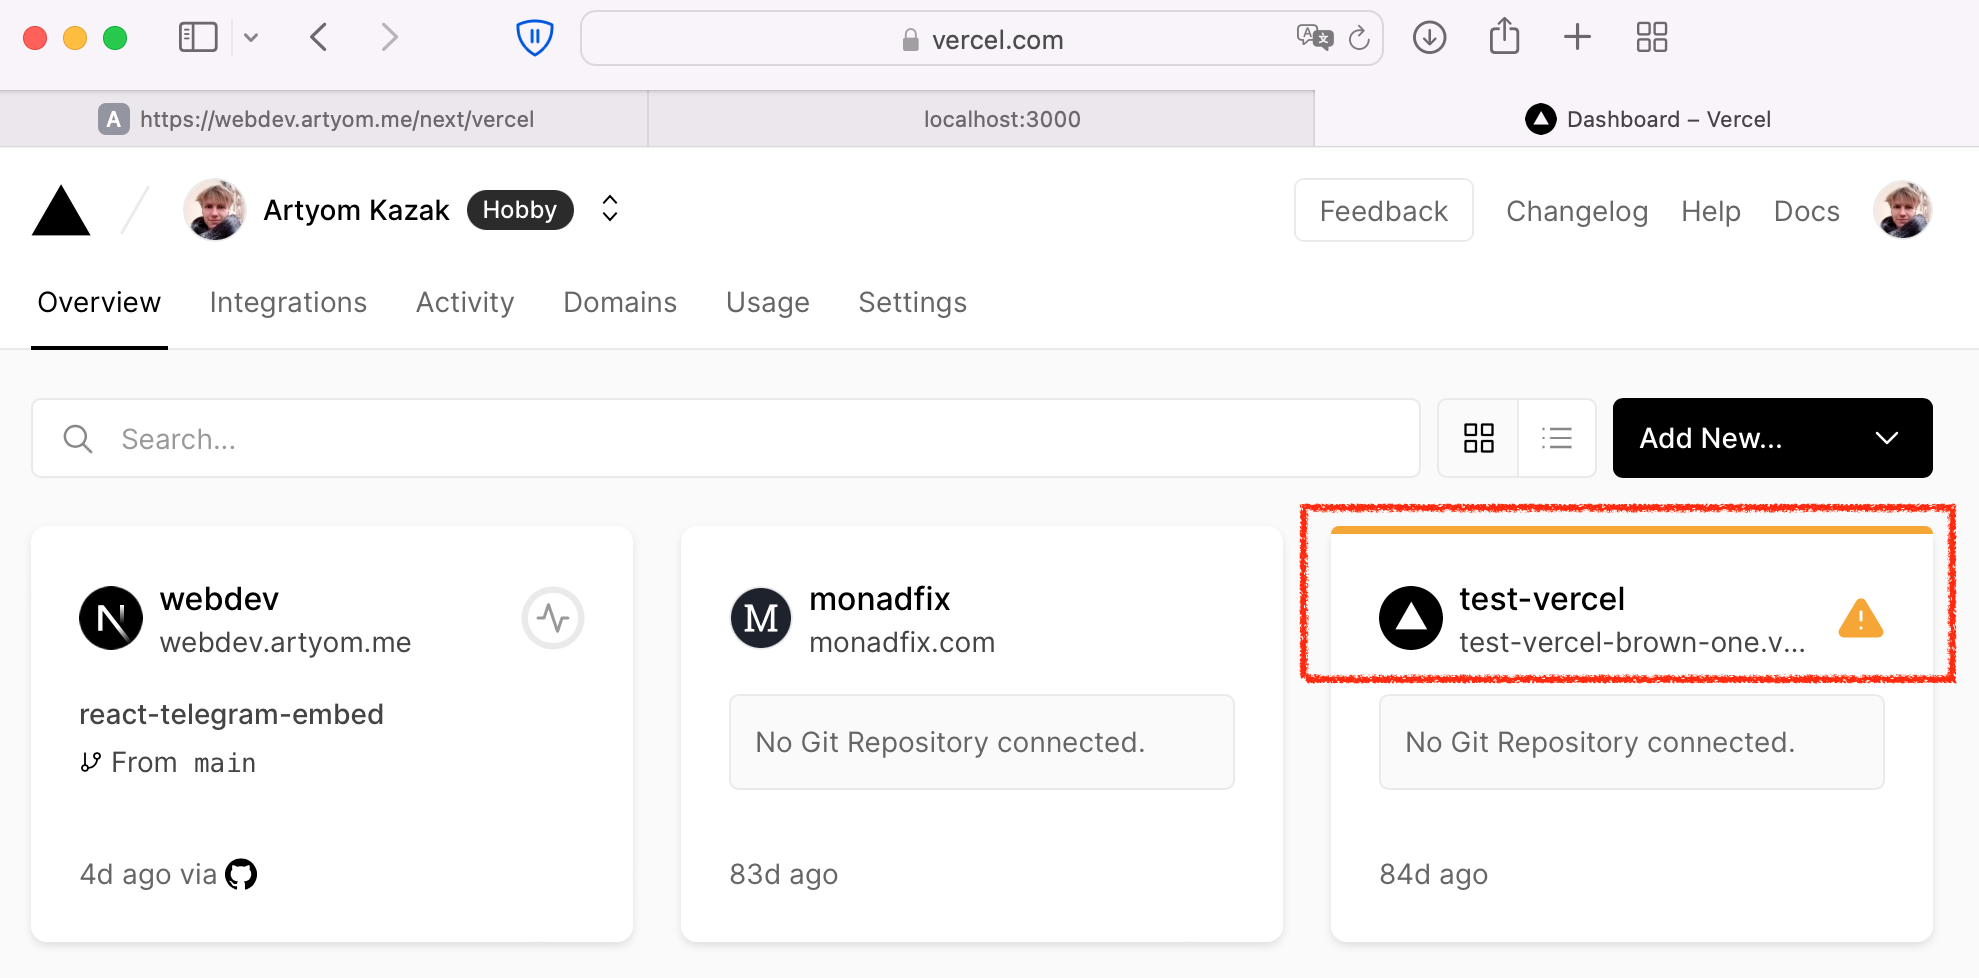 vercel.com
A https://webdev.artyom.me/next/vercel
localhost:3000
Dashboard – Vercel
Artyom Kazak Hobby
Feedback Changelog Help Docs
Overview Integrations Activity Domains Usage Settings
Search...
Add New...
webdev
webdev.artyom.me
react-telegram-embed
From main
4d ago via
M
monadfix
monadfix.com
No Git Repository connected.
83d ago
test-vercel
test-vercel-brown-one.v...
No Git Repository connected.
84d ago